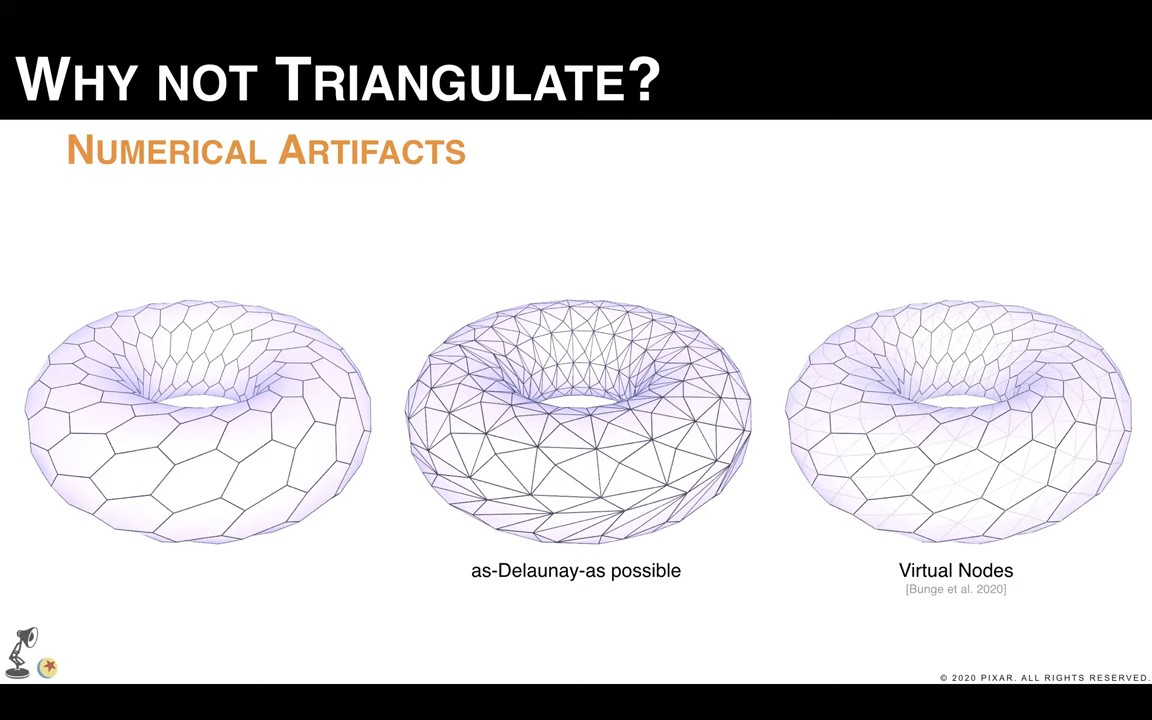 WHY NOT TRIANGULATE?
NUMERICAL ARTIFACTS
as-Delaunay-as possible
Virtual Nodes
[Bunge et al. 2020]
© 2020 PIXAR. ALL RIGHTS RESERVED.